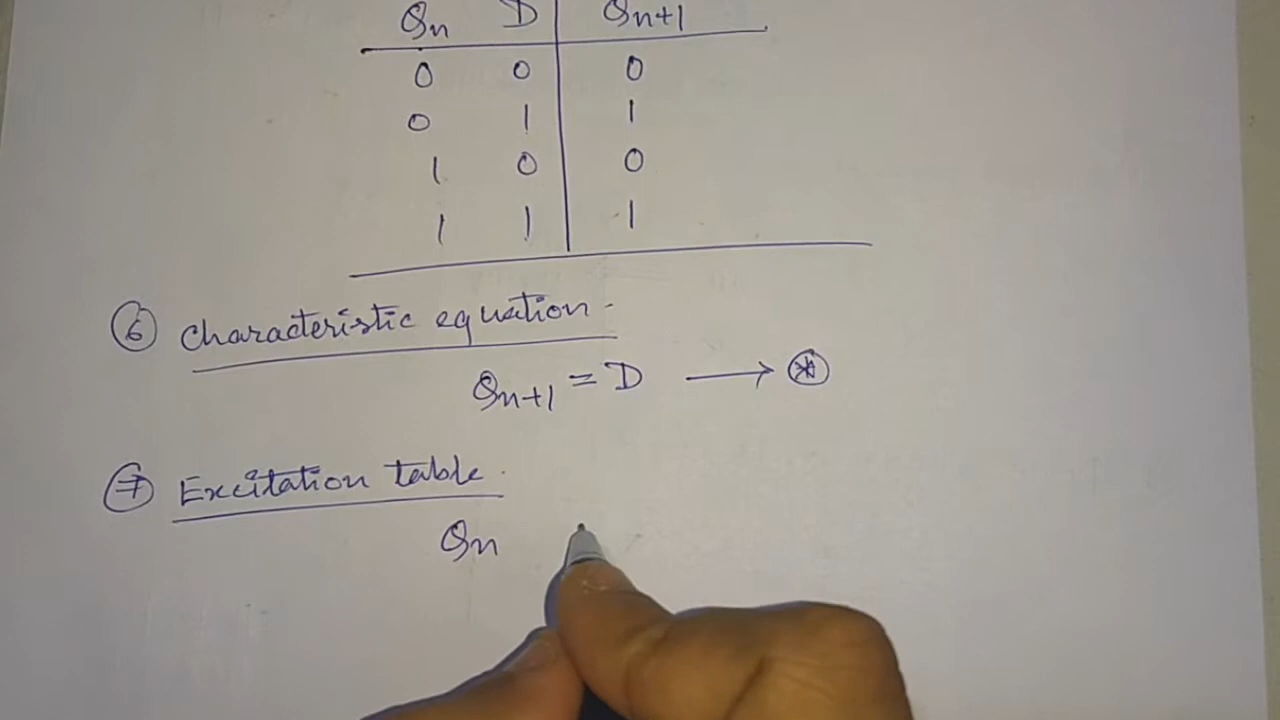 Qn D Qn+1
0 0 0
0 1 1
1 0 0
1 1 1
6 Characteristic equation.
Qn+1 = D → *
7 Excitation table.
Qn